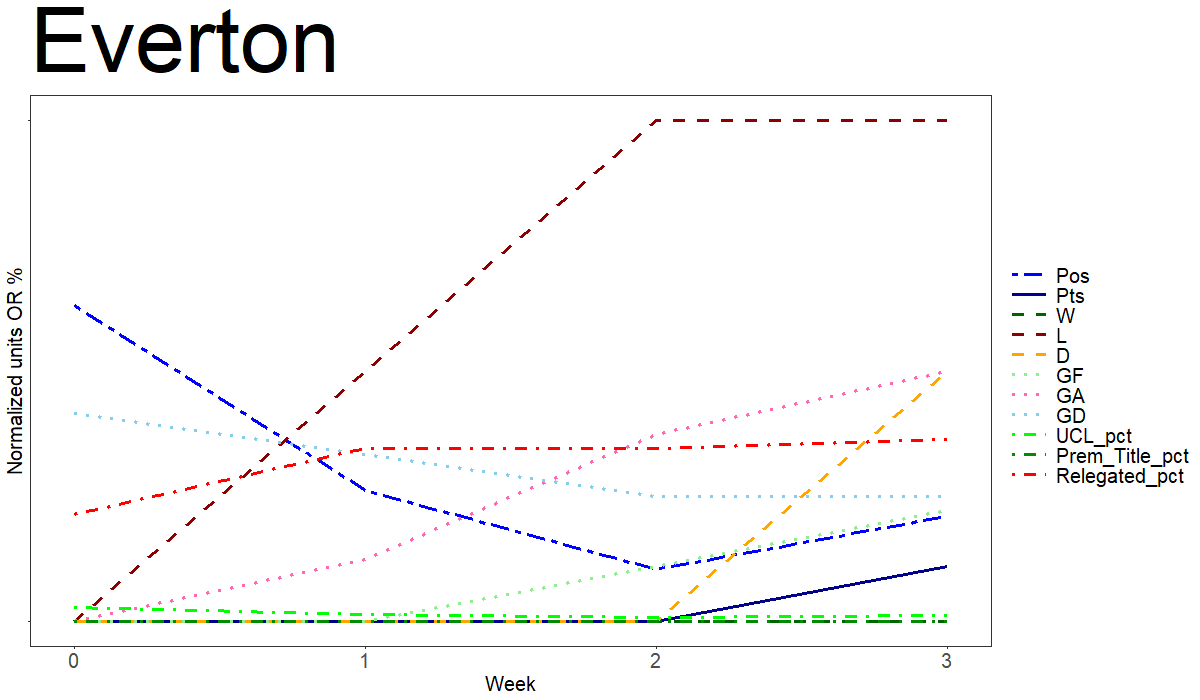 Everton
Normalized units OR %
0 1 2 3
Week
Pos
Pts
W
L
D
GF
GA
GD
UCL_pct
Prem_Title_pct
Relegated_pct